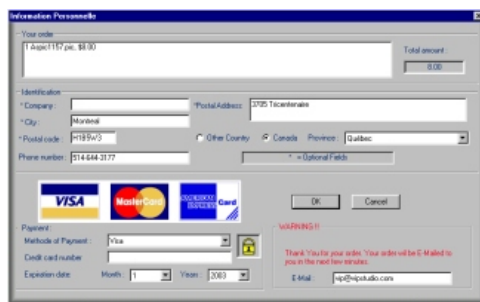 Information Personnelle
Your order
1 Aspic1157.pic, $8.00
Total amount :
8.00
Identification
* Company :
* Postal Address
3705 Tricentenaire
* City :
Montreal
* Postal code :
H1B5W3
Other Country
Canada
Province :
Québec
Phone number :
514-644-3177
* = Optional Fields
VISA
MasterCard
AMERICAN EXPRESS
Card
OK
Cancel
Payment :
Methode of Payment :
Visa
Credit card number
Expiration date:
Month :
1
Years :
2003
WARNING !!
Thank You for your order. Your order will be E-Mailed to
you in the next few minutes.
E-Mail :
vip@vipstudio.com